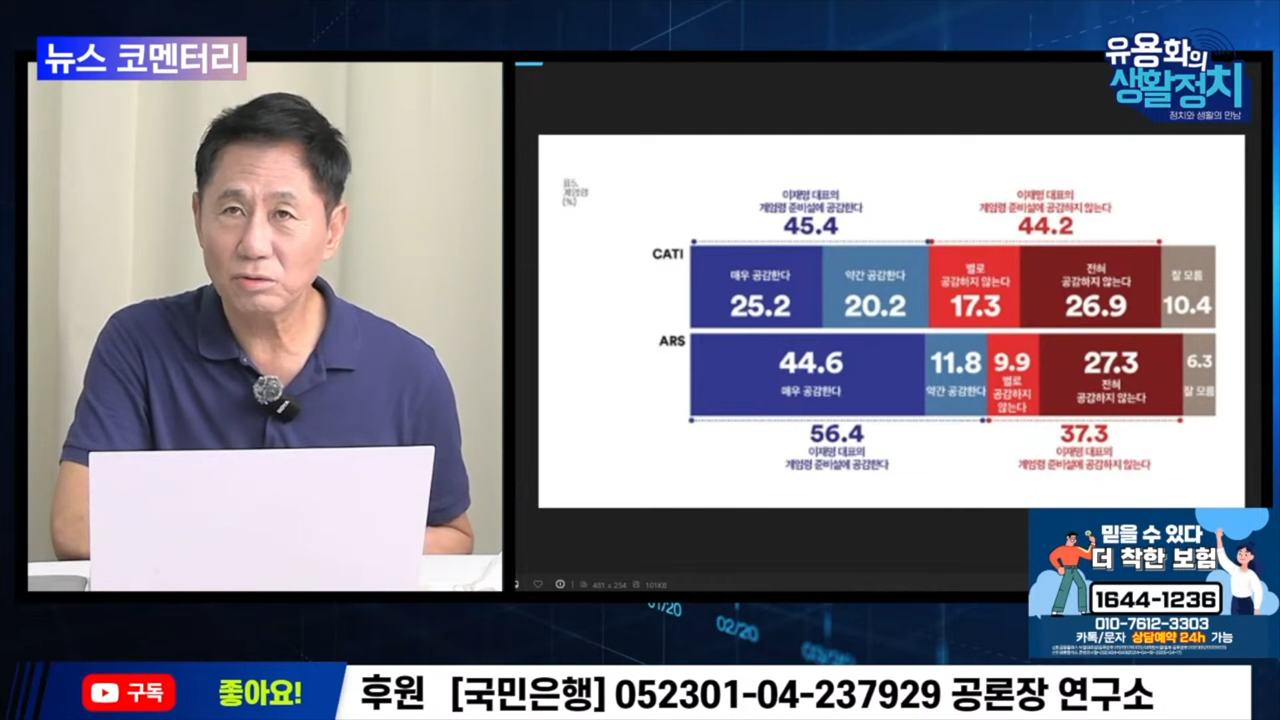 뉴스 코멘터리
유용화의
생활정치
정치와 생활의 만남
표5.
계엄령
(%)
이재명 대표의
계엄령 준비설에 공감한다
45.4
이재명 대표의
계엄령 준비설에 공감하지 않는다
44.2
CATI
매우 공감한다
25.2
약간 공감한다
20.2
별로
공감하지 않는다
17.3
전혀
공감하지 않는다
26.9
잘 모름
10.4
ARS
44.6
매우 공감한다
11.8
약간 공감한다
9.9
별로
공감하지
않는다
27.3
전혀
공감하지 않는다
6.3
잘 모름
56.4
이재명 대표의
계엄령 준비설에 공감한다
37.3
이재명 대표의
계엄령 준비설에 공감하지 않는다
481 x 254
101KB
01/20
02/20
믿을 수 있다
더 착한 보험
1644-1236
010-7612-3303
카톡/문자 상담예약 24h 가능
구독
좋아요!
후원 [국민은행] 052301-04-237929 공론장 연구소